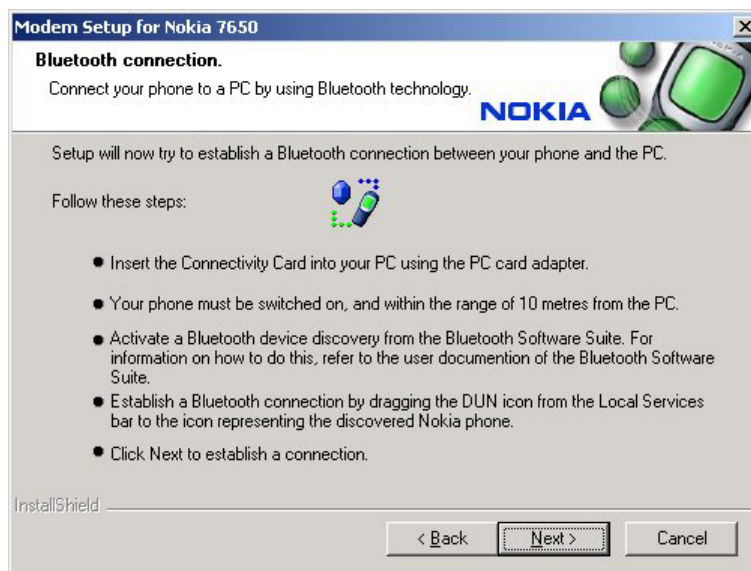 Modem Setup for Nokia 7650
Bluetooth connection.
Connect your phone to a PC by using Bluetooth technology.
NOKIA
Setup will now try to establish a Bluetooth connection between your phone and the PC.
Follow these steps:
Insert the Connectivity Card into your PC using the PC card adapter.
Your phone must be switched on, and within the range of 10 metres from the PC.
Activate a Bluetooth device discovery from the Bluetooth Software Suite. For
information on how to do this, refer to the user documention of the Bluetooth Software
Suite.
Establish a Bluetooth connection by dragging the DUN icon from the Local Services
bar to the icon representing the discovered Nokia phone.
Click Next to establish a connection.
InstallShield
< Back
Next >
Cancel